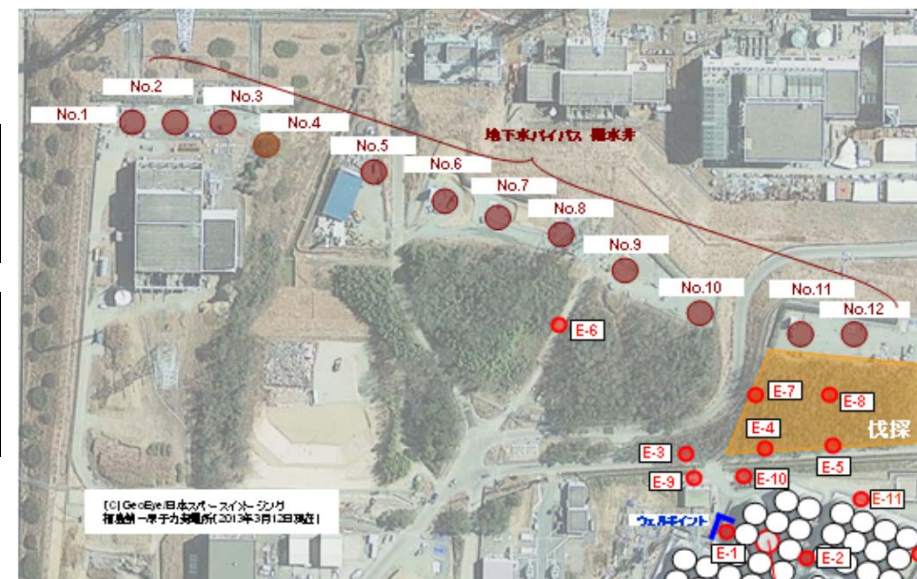 No.1
No.2
No.3
No.4
No.5
No.6
No.7
No.8
No.9
No.10
No.11
No.12
地下水バイパス 揚水井
E-6
E-7
E-8
E-4
伐採
E-3
E-5
E-9
E-10
E-11
(C)GeoEye/日本スペースイメージング
福島第一原子力発電所(2013年3月12日現在)
ウェルポイント
E-1
E-2